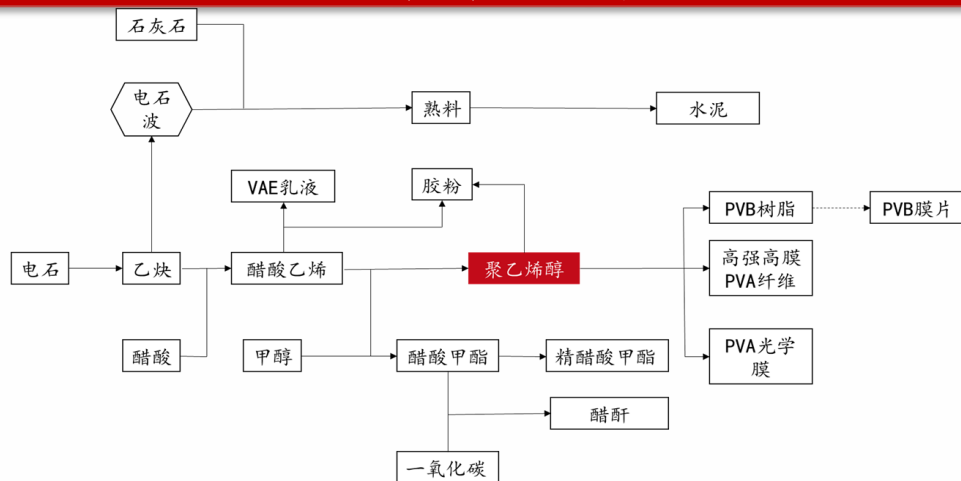 石灰石
电石
波
熟料
水泥
VAE乳液
胶粉
PVB树脂
PVB膜片
电石
乙炔
醋酸乙烯
聚乙烯醇
高强高膜
PVA纤维
醋酸
甲醇
醋酸甲酯
精醋酸甲酯
PVA光学
膜
醋酐
一氧化碳